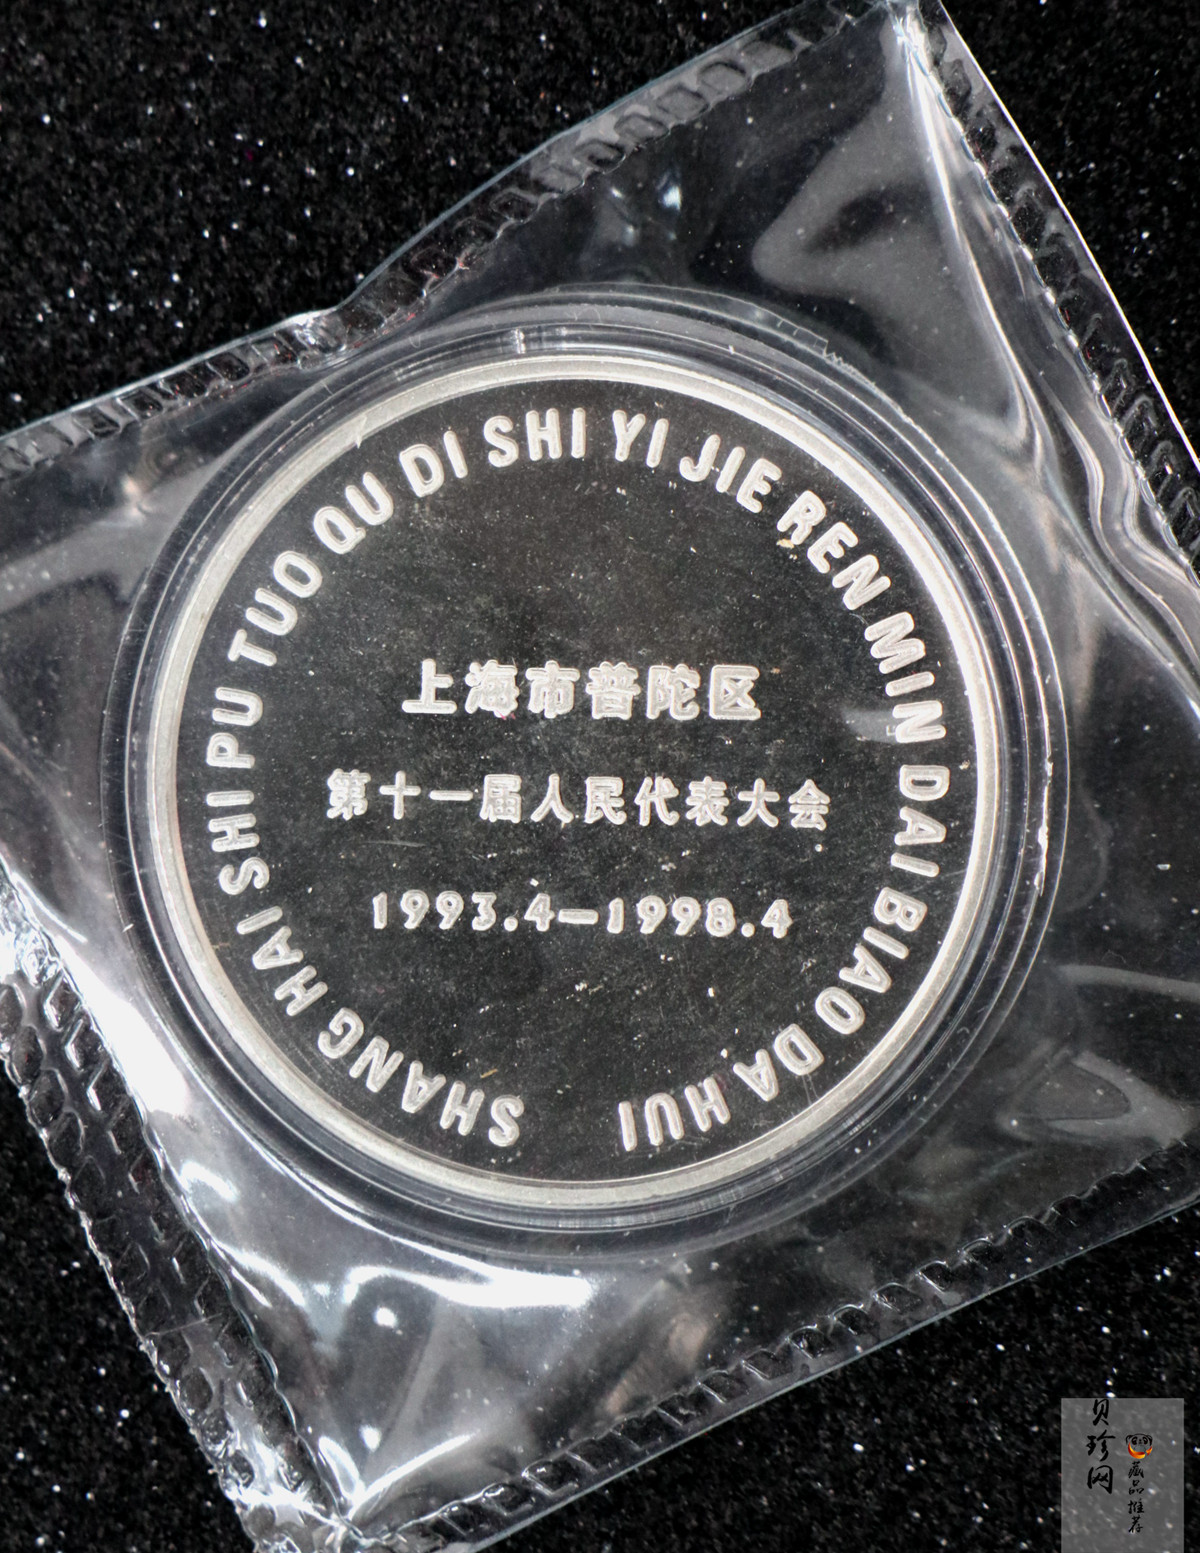 SHANG HAI SHI PU TUO QU DI SHI YI JIE REN MIN DAI BIAO DA HUI
上海市普陀区
第十一届人民代表大会
1993.4—1998.4
贝珍网
藏品推荐